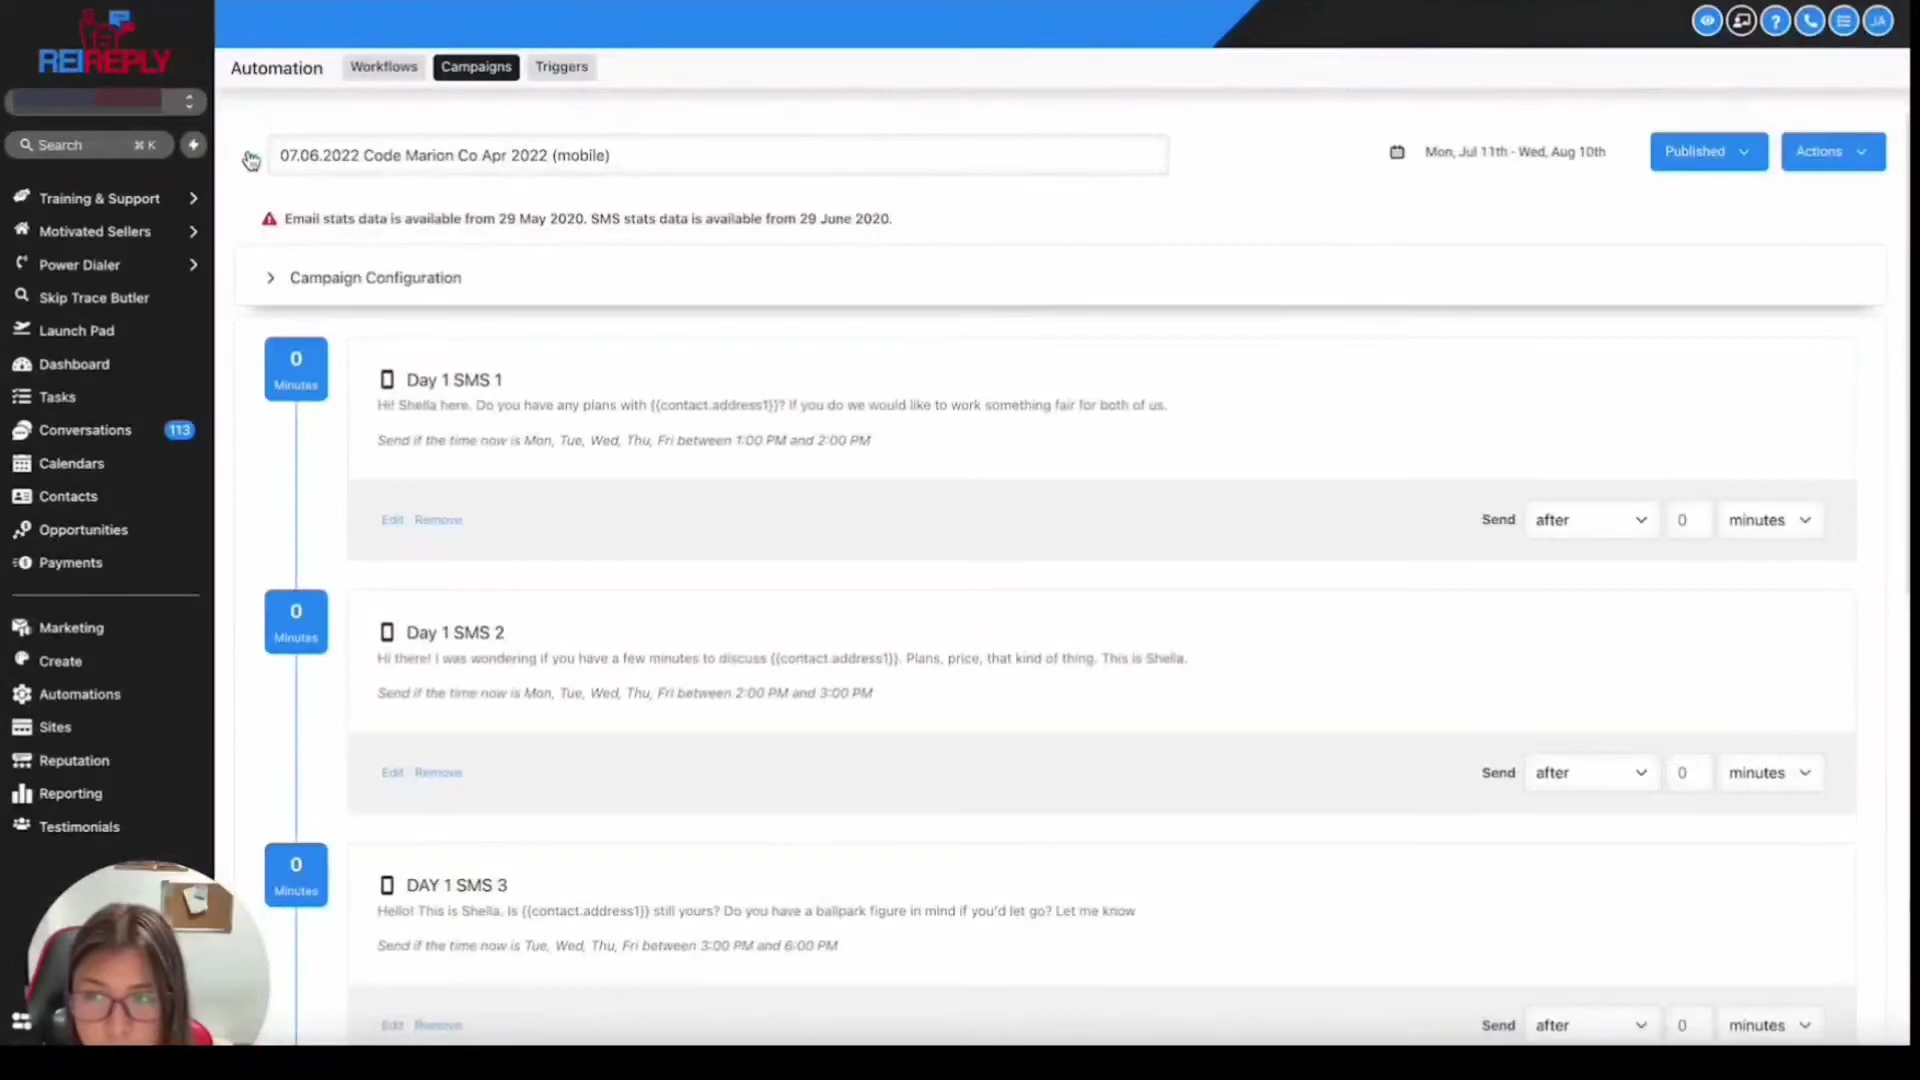 REIREPLY
Search
⌘ K
Training & Support
Motivated Sellers
Power Dialer
Skip Trace Butler
Launch Pad
Dashboard
Tasks
Conversations 113
Calendars
Contacts
Opportunities
Payments
Marketing
Create
Automations
Sites
Reputation
Reporting
Testimonials
JA
Automation Workflows Campaigns Triggers
07.06.2022 Code Marion Co Apr 2022 (mobile)
Mon, Jul 11th - Wed, Aug 10th
Published
Actions
Email stats data is available from 29 May 2020. SMS stats data is available from 29 June 2020.
Campaign Configuration
0
Minutes
Day 1 SMS 1
Hi! Shella here. Do you have any plans with {{contact.address1}}? If you do we would like to work something fair for both of us.
Send if the time now is Mon, Tue, Wed, Thu, Fri between 1:00 PM and 2:00 PM
Edit Remove
Send after 0 minutes
0
Minutes
Day 1 SMS 2
Hi there! I was wondering if you have a few minutes to discuss {{contact.address1}}. Plans, price, that kind of thing. This is Shella.
Send if the time now is Mon, Tue, Wed, Thu, Fri between 2:00 PM and 3:00 PM
Edit Remove
Send after 0 minutes
0
Minutes
DAY 1 SMS 3
Hello! This is Shella. Is {{contact.address1}} still yours? Do you have a ballpark figure in mind if you'd let go? Let me know
Send if the time now is Tue, Wed, Thu, Fri between 3:00 PM and 6:00 PM
Edit Remove
Send after 0 minutes